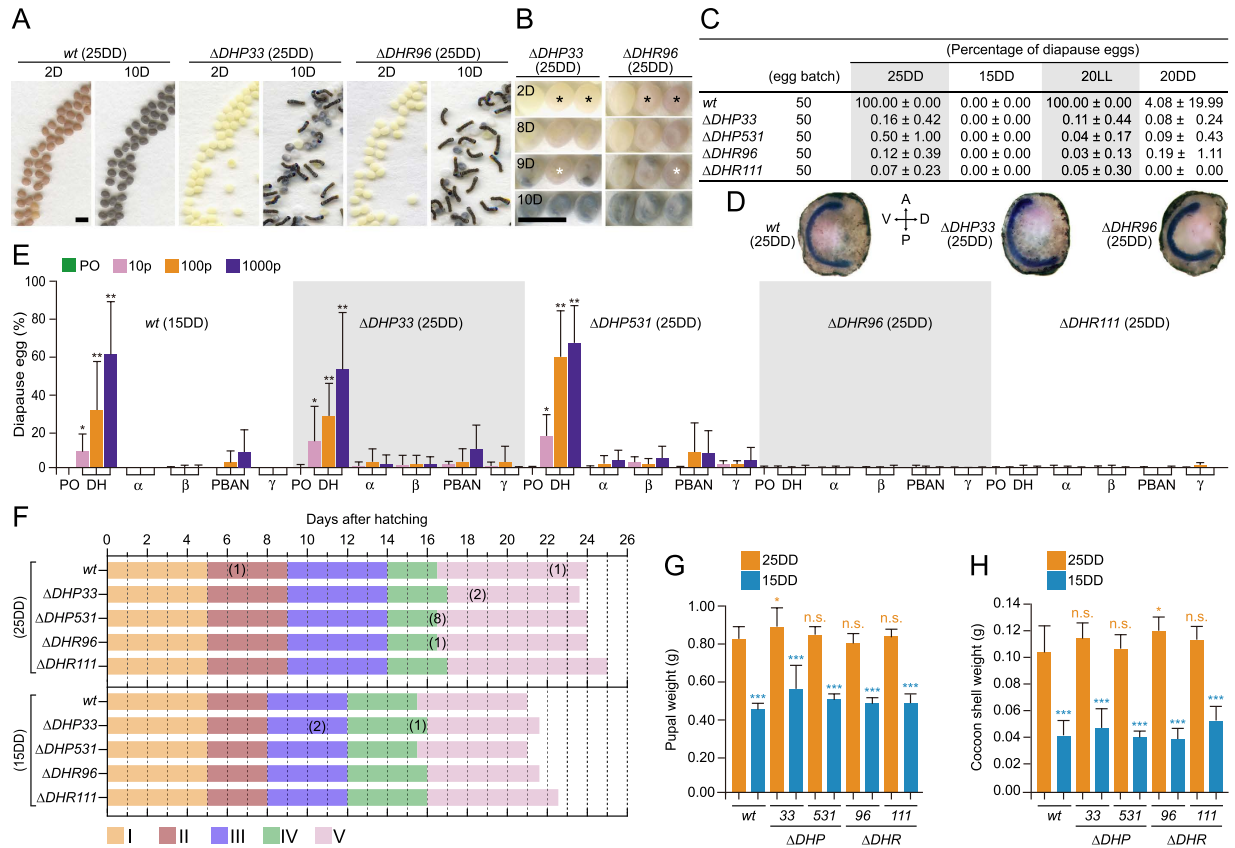 A
wt (25DD)
ΔDHP33 (25DD)
ΔDHR96 (25DD)
2D
10D
2D
10D
2D
10D
B
ΔDHP33
(25DD)
ΔDHR96
(25DD)
2D
* * * *
8D
9D
* *
10D
C
(Percentage of diapause eggs)
(egg batch) 25DD 15DD 20LL 20DD
wt 50 100.00 ± 0.00 0.00 ± 0.00 100.00 ± 0.00 4.08 ± 19.99
ΔDHP33 50 0.16 ± 0.42 0.00 ± 0.00 0.11 ± 0.44 0.08 ± 0.24
ΔDHP531 50 0.50 ± 1.00 0.00 ± 0.00 0.04 ± 0.17 0.09 ± 0.43
ΔDHR96 50 0.12 ± 0.39 0.00 ± 0.00 0.03 ± 0.13 0.19 ± 1.11
ΔDHR111 50 0.07 ± 0.23 0.00 ± 0.00 0.05 ± 0.30 0.00 ± 0.00
D
wt
(25DD)
A
V D
P
ΔDHP33
(25DD)
ΔDHR96
(25DD)
E
PO 10p 100p 1000p
Diapause egg (%)
100
80
60
40
20
0
wt (15DD)
ΔDHP33 (25DD)
ΔDHP531 (25DD)
ΔDHR96 (25DD)
ΔDHR111 (25DD)
* ** **
* ** **
* ** **
PO DH α β PBAN γ PO DH α β PBAN γ PO DH α β PBAN γ PO DH α β PBAN γ PO DH α β PBAN γ
F
Days after hatching
0 2 4 6 8 10 12 14 16 18 20 22 24 26
(25DD)
wt (1) (1)
ΔDHP33 (2)
ΔDHP531 (8)
ΔDHR96 (1)
ΔDHR111
(15DD)
wt
ΔDHP33 (2) (1)
ΔDHP531
ΔDHR96
ΔDHR111
I II III IV V
G
25DD
15DD
Pupal weight (g)
1.00
0.80
0.60
0.40
0.20
0.00
* n.s. n.s. n.s.
*** *** *** *** ***
wt 33 531 96 111
ΔDHP ΔDHR
H
25DD
15DD
Cocoon shell weight (g)
0.14
0.12
0.10
0.08
0.06
0.04
0.02
0.00
n.s. n.s. * n.s.
*** *** *** *** ***
wt 33 531 96 111
ΔDHP ΔDHR